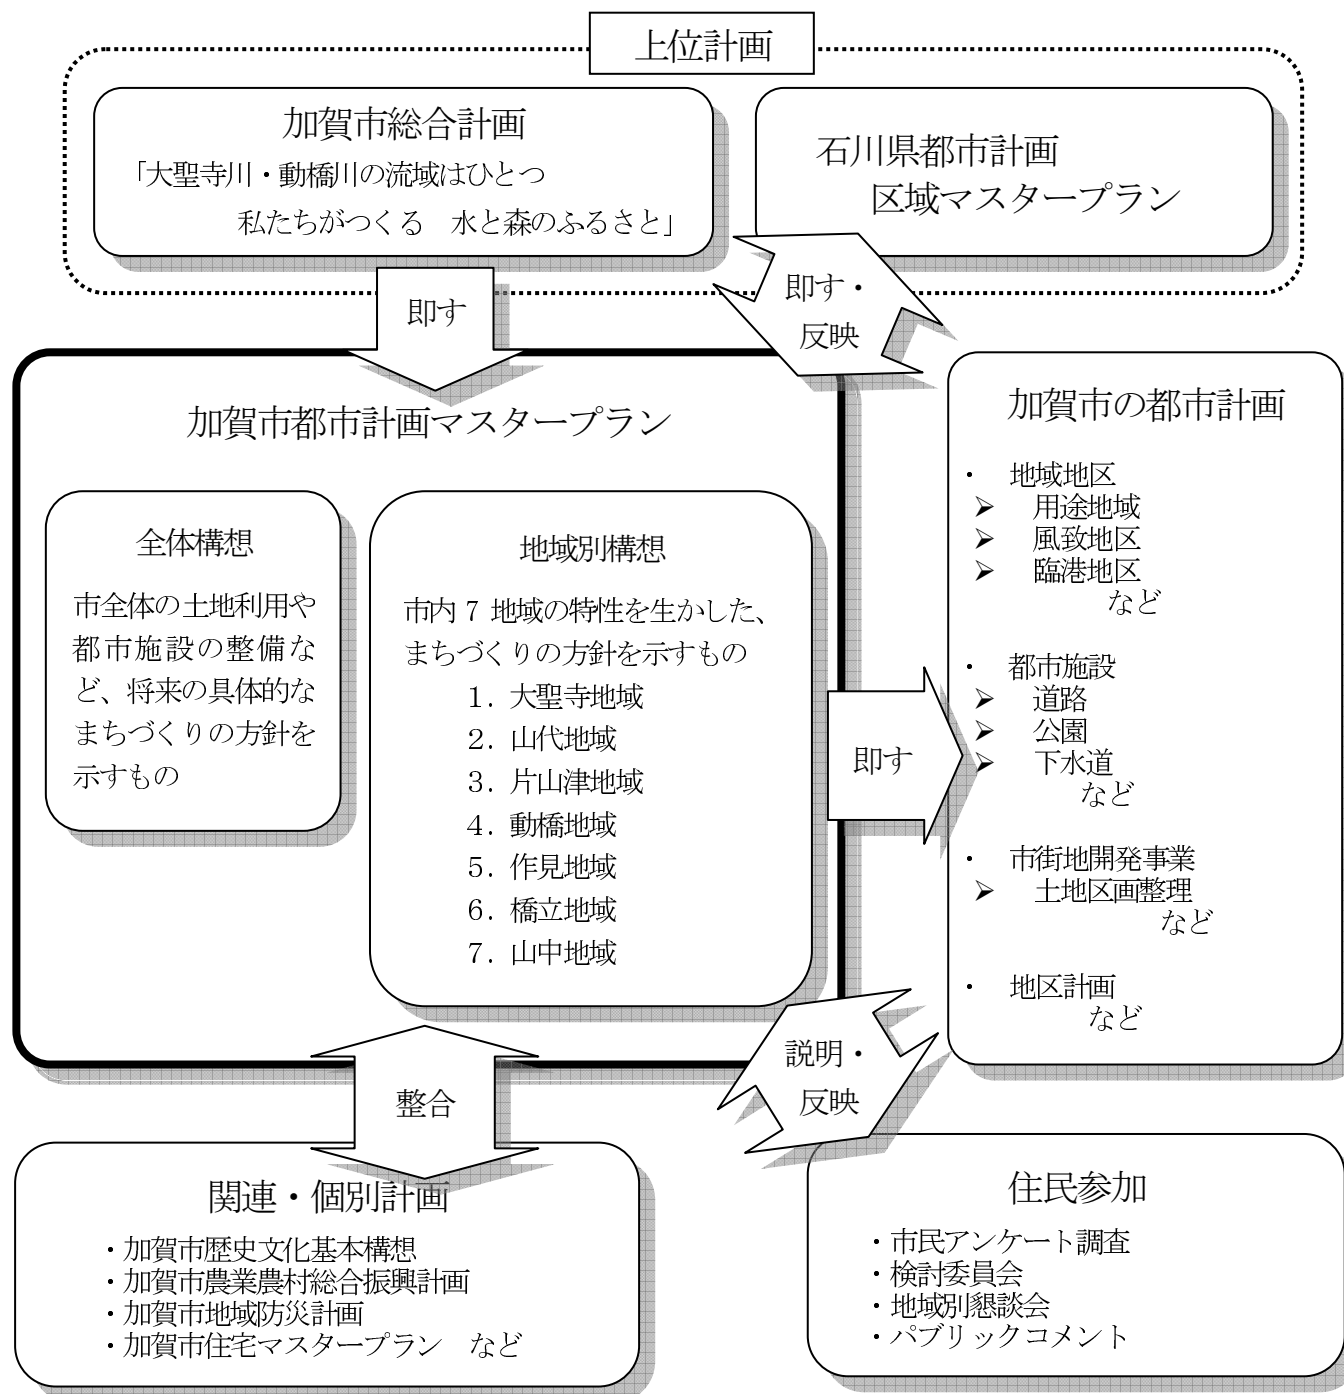 上位計画
加賀市総合計画
「大聖寺川・動橋川の流域はひとつ
私たちがつくる　水と森のふるさと」
石川県都市計画
区域マスタープラン
即す
即す・
反映
加賀市都市計画マスタープラン
全体構想
市全体の土地利用や
都市施設の整備な
ど、将来の具体的な
まちづくりの方針を
示すもの
地域別構想
市内７地域の特性を生かした、
まちづくりの方針を示すもの
１．大聖寺地域
２．山代地域
３．片山津地域
４．動橋地域
５．作見地域
６．橋立地域
７．山中地域
即す
加賀市の都市計画
・　地域地区
➢　用途地域
➢　風致地区
➢　臨港地区
など
・　都市施設
➢　道路
➢　公園
➢　下水道
など
・　市街地開発事業
➢　土地区画整理
など
・　地区計画
など
整合
説明・
反映
関連・個別計画
・加賀市歴史文化基本構想
・加賀市農業農村総合振興計画
・加賀市地域防災計画
・加賀市住宅マスタープラン　など
住民参加
・市民アンケート調査
・検討委員会
・地域別懇談会
・パブリックコメント